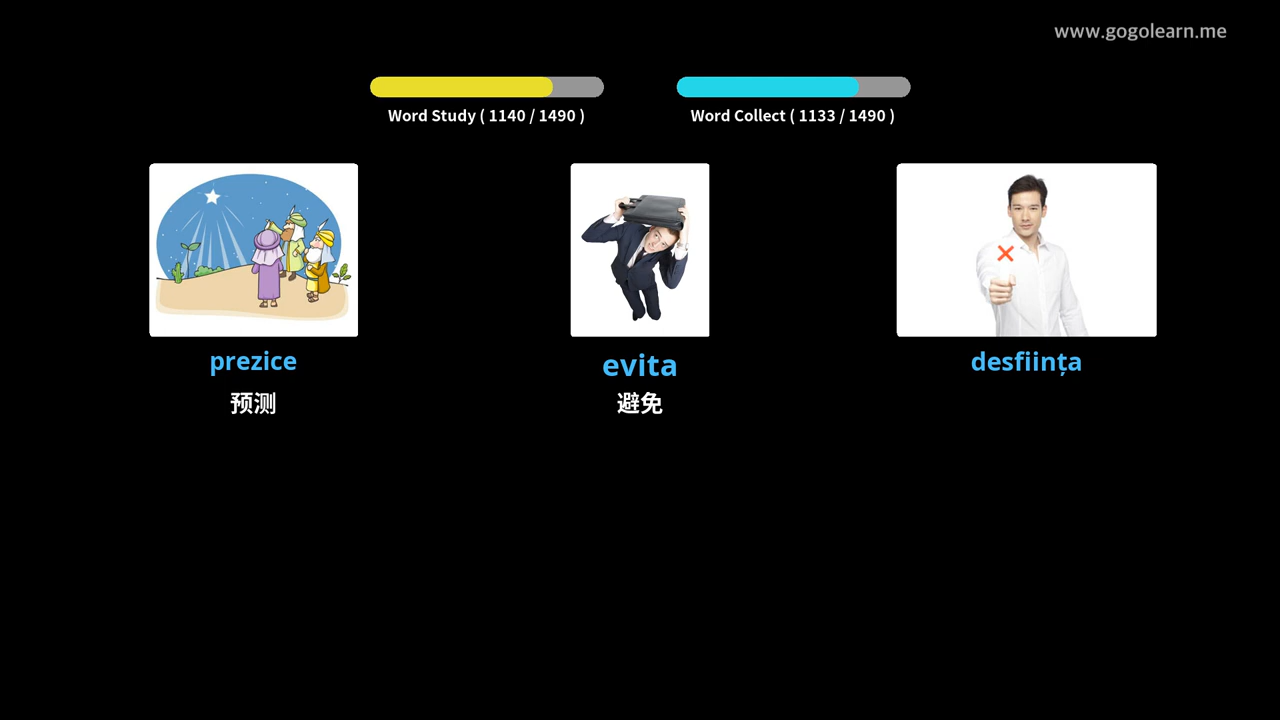 www.gogolearn.me
Word Study ( 1140 / 1490 )
Word Collect ( 1133 / 1490 )
prezice
evita
desființa
预测
避免